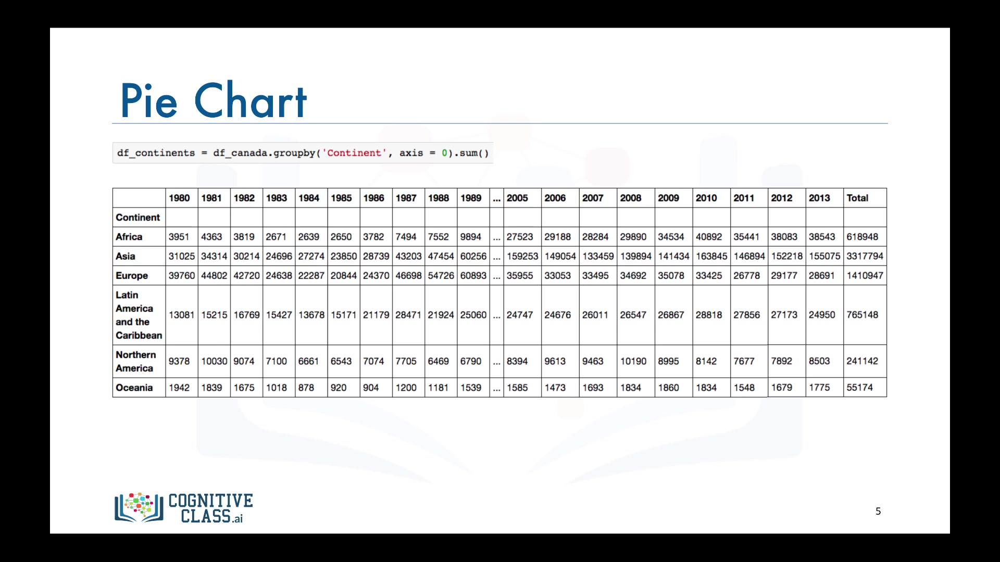 Pie Chart
df_continents = df_canada.groupby('Continent', axis = 0).sum()
1980 1981 1982 1983 1984 1985 1986 1987 1988 1989 ... 2005 2006 2007 2008 2009 2010 2011 2012 2013 Total
Continent
Africa 3951 4363 3819 2671 2639 2650 3782 7494 7552 9894 ... 27523 29188 28284 29890 34534 40892 35441 38083 38543 618948
Asia 31025 34314 30214 24696 27274 23850 28739 43203 47454 60256 ... 159253 149054 133459 139894 141434 163845 146894 152218 155075 3317794
Europe 39760 44802 42720 24638 22287 20844 24370 46698 54726 60893 ... 35955 33053 33495 34692 35078 33425 26778 29177 28691 1410947
Latin
America
and the
Caribbean
13081 15215 16769 15427 13678 15171 21179 28471 21924 25060 ... 24747 24676 26011 26547 26867 28818 27856 27173 24950 765148
Northern
America
9378 10030 9074 7100 6661 6543 7074 7705 6469 6790 ... 8394 9613 9463 10190 8995 8142 7677 7892 8503 241142
Oceania 1942 1839 1675 1018 878 920 904 1200 1181 1539 ... 1585 1473 1693 1834 1860 1834 1548 1679 1775 55174
COGNITIVE
CLASS.ai
5